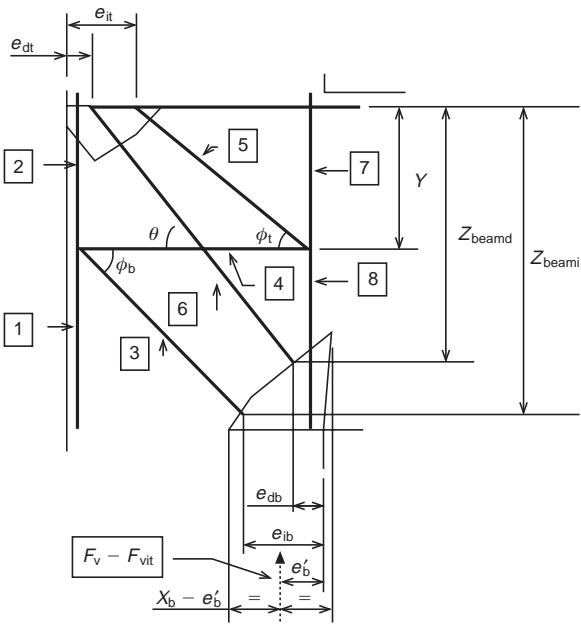 e_it
e_dt
2
5
7
Y
θ
ϕ_t
Z_beamd
ϕ_b
4
8
Z_beami
6
1
3
e_db
e_ib
F_v − F_vit
e′_b
X_b − e′_b = =